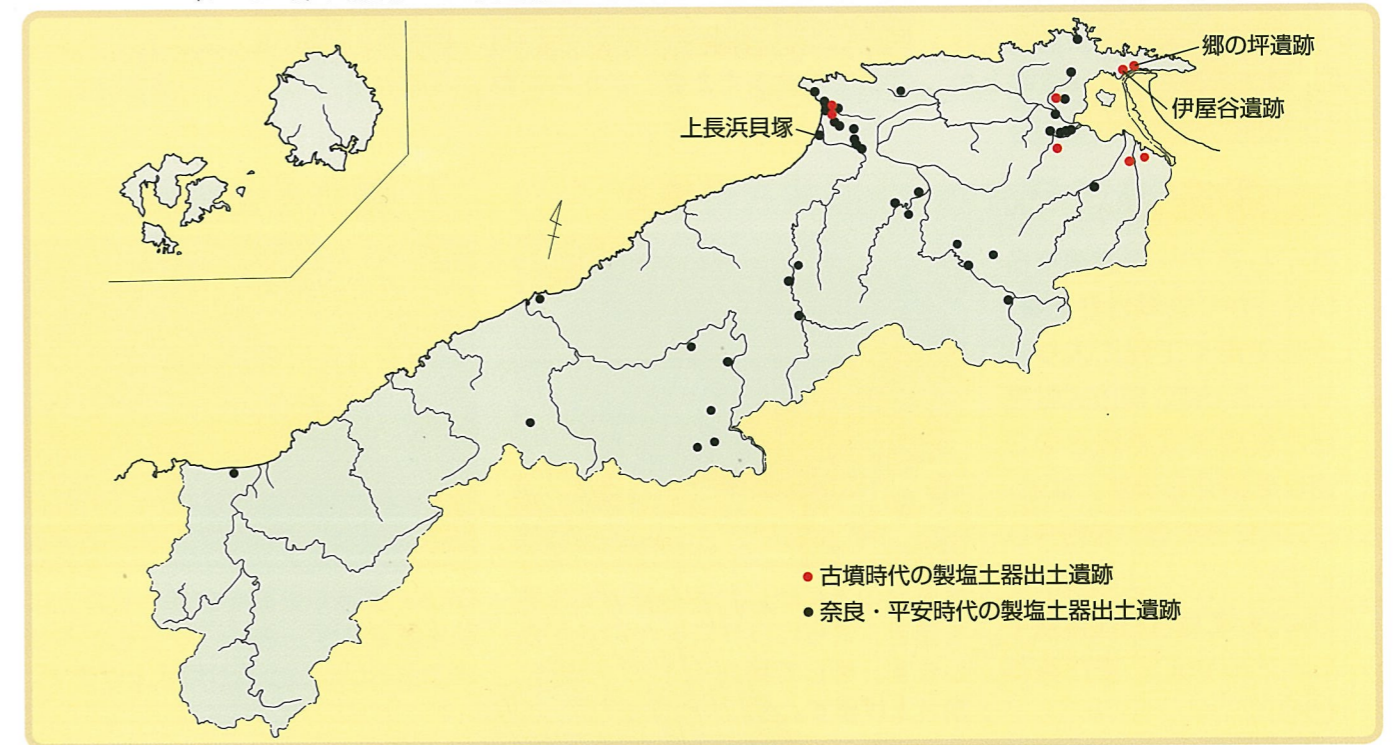 郷の坪遺跡
伊屋谷遺跡
上長浜貝塚
古墳時代の製塩土器出土遺跡
奈良・平安時代の製塩土器出土遺跡